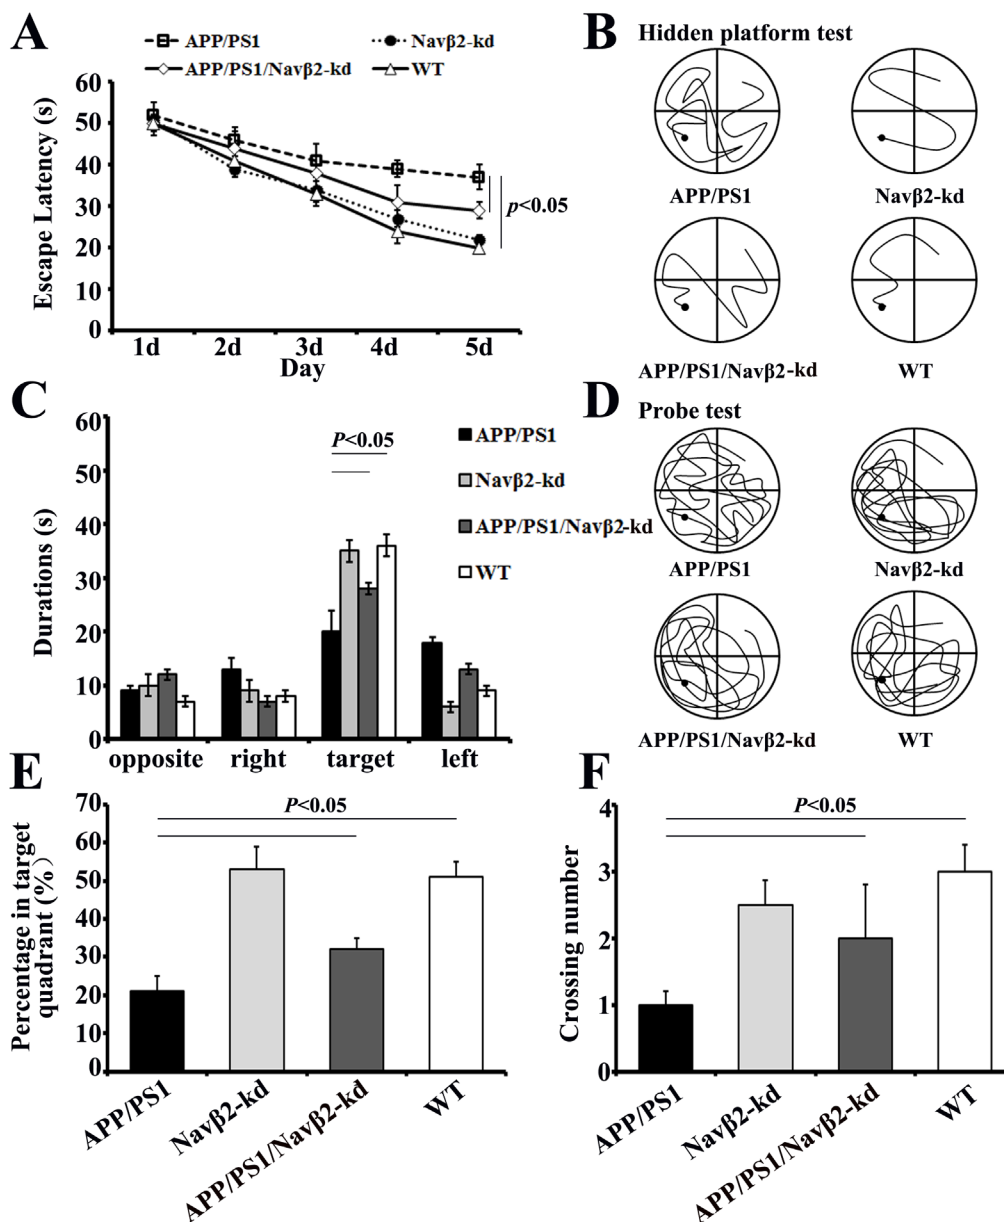 A
APP/PS1
Navβ2-kd
APP/PS1/Navβ2-kd
WT
Escape Latency (s)
60
50
40
30
20
10
0
p<0.05
1d 2d 3d 4d 5d
Day
B
Hidden platform test
APP/PS1
Navβ2-kd
APP/PS1/Navβ2-kd
WT
C
Durations (s)
60
50
40
30
20
10
0
P<0.05
APP/PS1
Navβ2-kd
APP/PS1/Navβ2-kd
WT
opposite right target left
D
Probe test
APP/PS1
Navβ2-kd
APP/PS1/Navβ2-kd
WT
E
Percentage in target
quadrant (%)
70
60
50
40
30
20
10
0
P<0.05
APP/PS1
Navβ2-kd
APP/PS1/Navβ2-kd
WT
F
Crossing number
4
3
2
1
0
P<0.05
APP/PS1
Navβ2-kd
APP/PS1/Navβ2-kd
WT